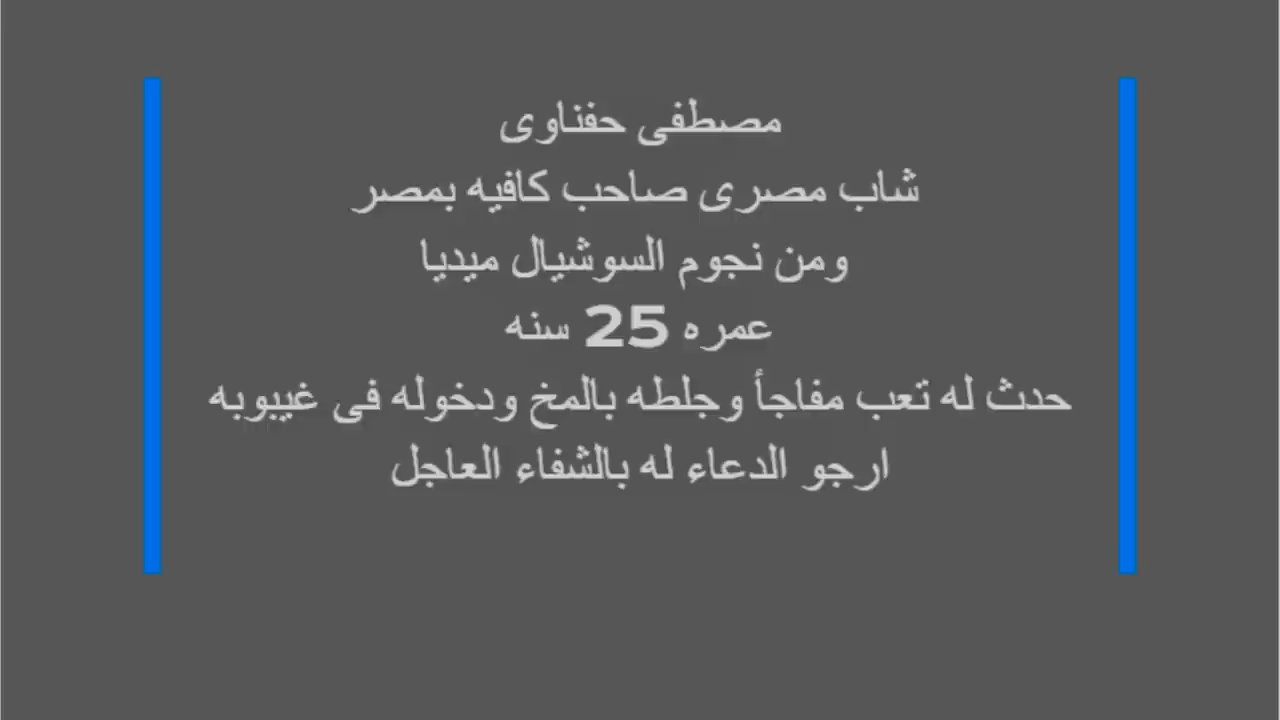 مصطفى حفناوى
شاب مصرى صاحب كافيه بمصر
ومن نجوم السوشيال ميديا
عمره 25 سنه
حدث له تعب مفاجأ وجلطه بالمخ ودخوله فى غيبوبه
ارجو الدعاء له بالشفاء العاجل